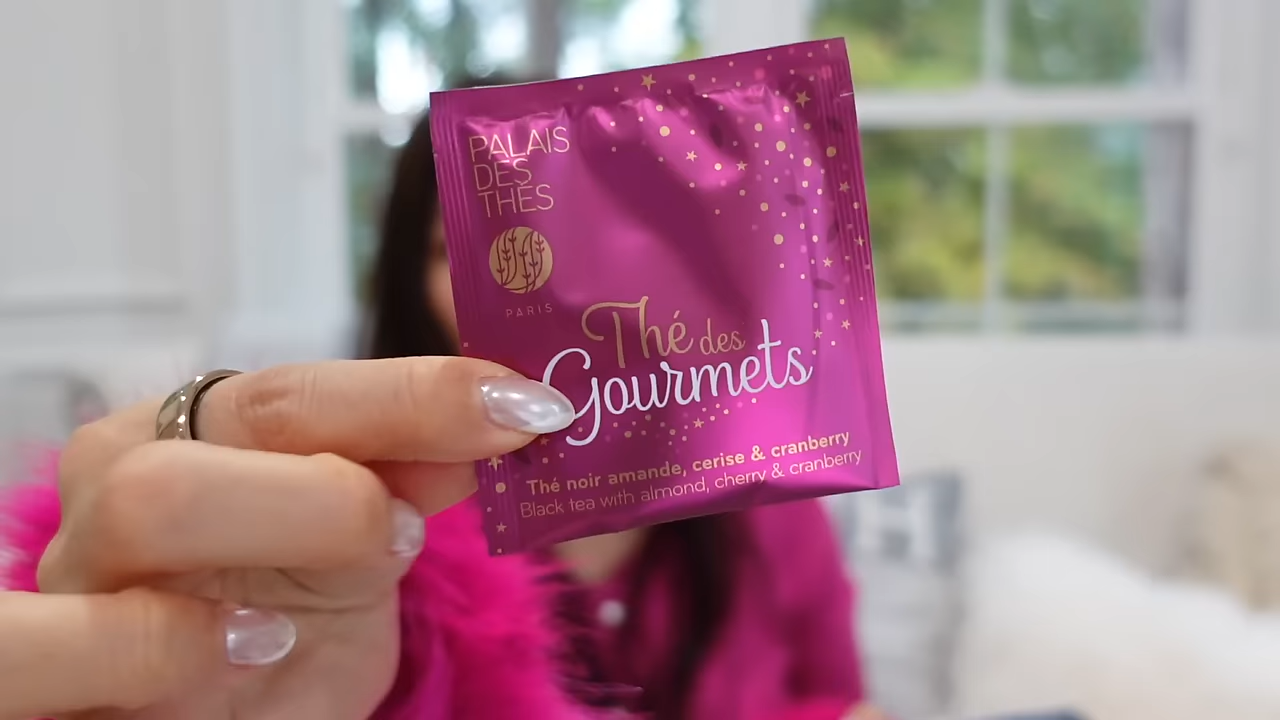 PALAIS
DES
THÉS
PARIS
Thé des
Gourmets
Thé noir amande, cerise & cranberry
Black tea with almond, cherry & cranberry
H